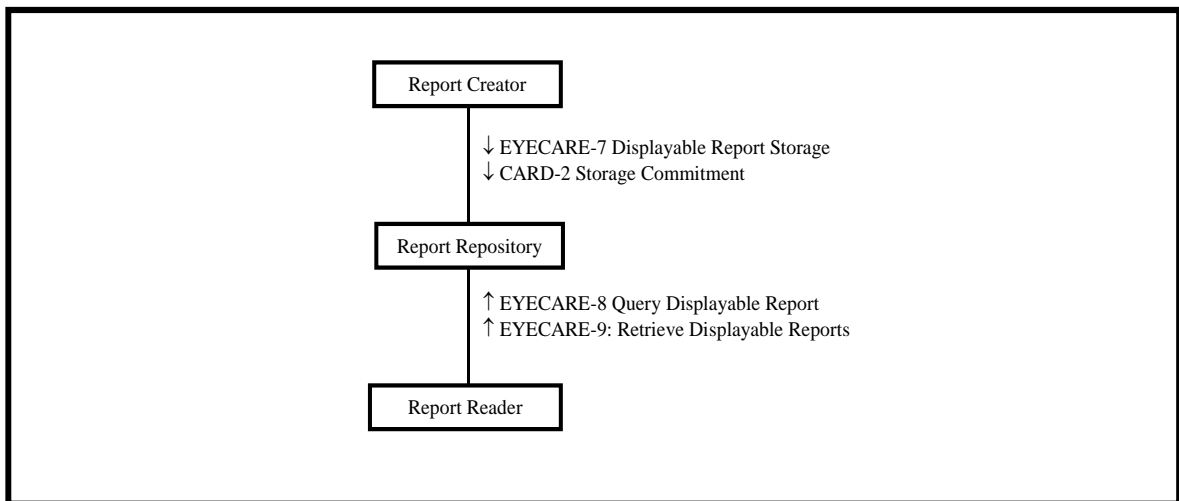 Report Creator
↓ EYECARE-7 Displayable Report Storage
↓ CARD-2 Storage Commitment
Report Repository
↑ EYECARE-8 Query Displayable Report
↑ EYECARE-9: Retrieve Displayable Reports
Report Reader